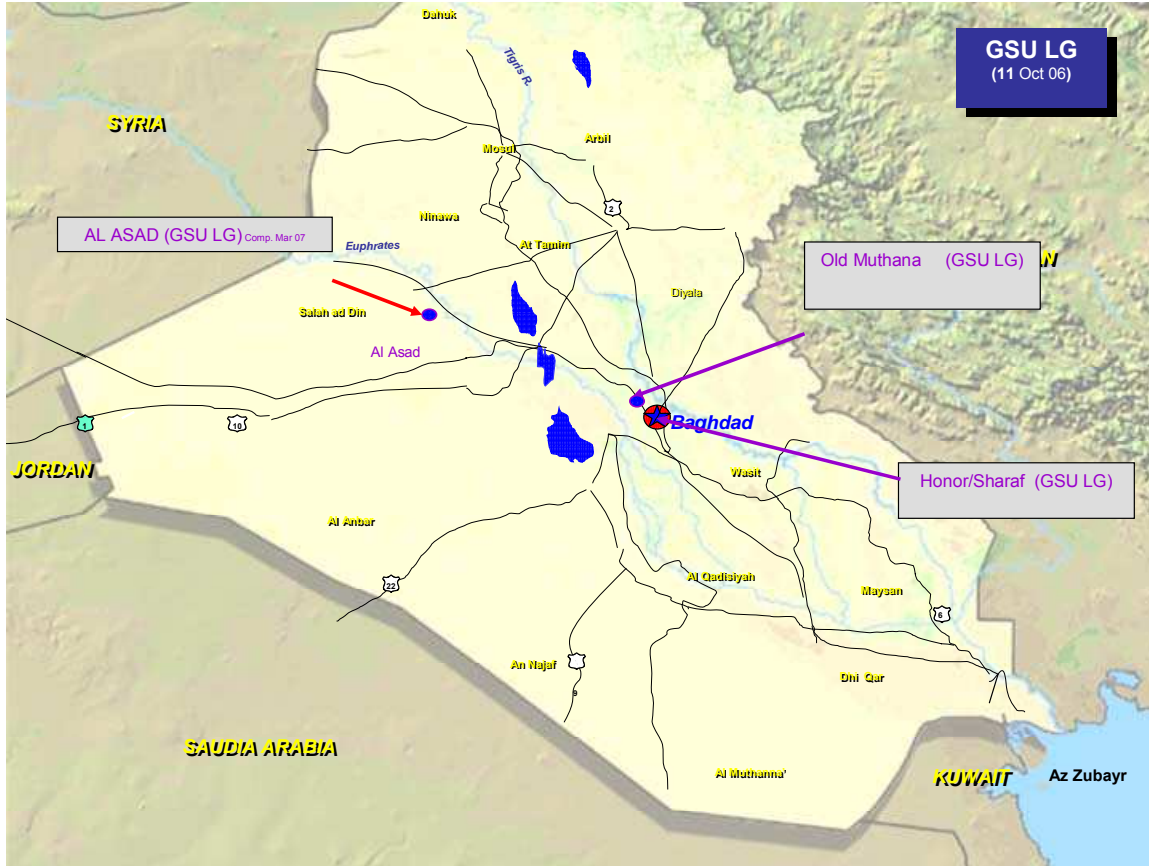 Dahuk
GSU LG
(11 Oct 06)
Tigris R.
SYRIA
Arbil
Mosul
2
Ninawa
AL ASAD (GSU LG) Comp. Mar 07
Euphrates
At Tamim
Old Muthana (GSU LG)
AN
Diyala
Salah ad Din
Al Asad
1
10
Baghdad
JORDAN
Wasit
Honor/Sharaf (GSU LG)
Al Anbar
22
Al Qadisiyah
Maysan
6
An Najaf
9
Dhi Qar
SAUDIA ARABIA
Al Muthanna'
KUWAIT
Az Zubayr